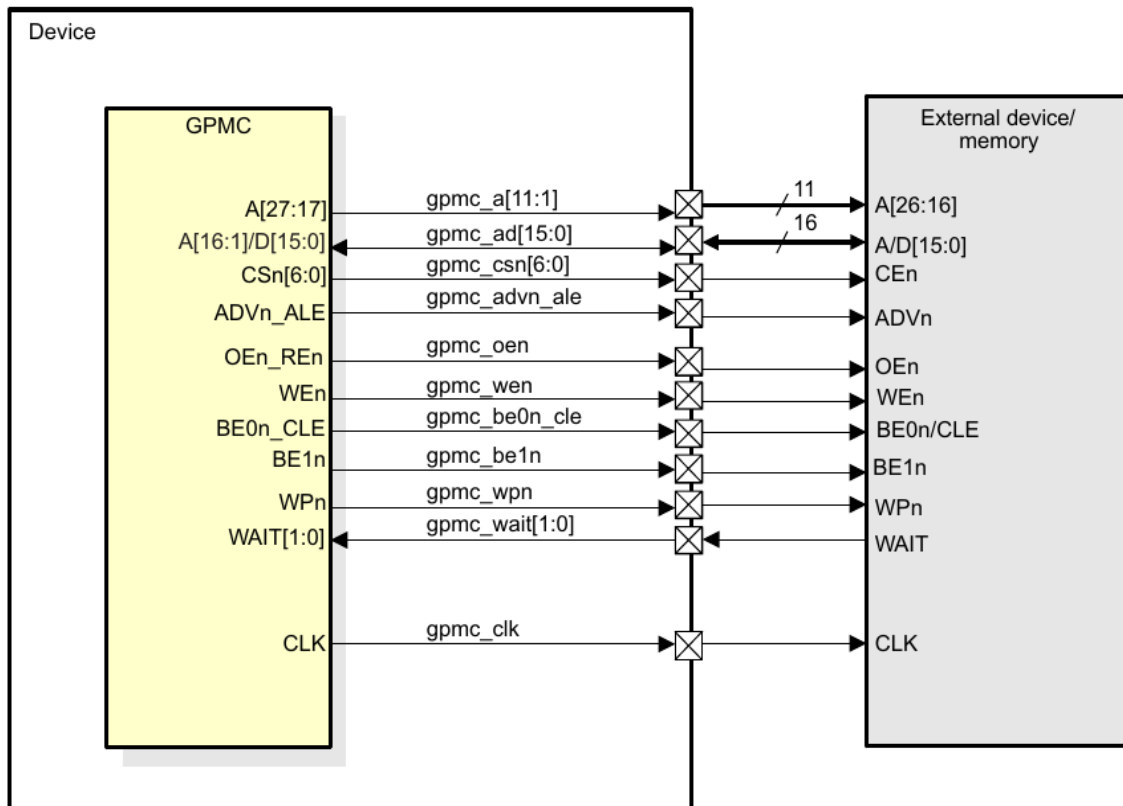 Device
GPMC
External device/
memory
A[27:17] gpmc_a[11:1] 11 A[26:16]
A[16:1]/D[15:0] gpmc_ad[15:0] 16 A/D[15:0]
CSn[6:0] gpmc_csn[6:0] CEn
ADVn_ALE gpmc_advn_ale ADVn
OEn_REn gpmc_oen OEn
WEn gpmc_wen WEn
BE0n_CLE gpmc_be0n_cle BE0n/CLE
BE1n gpmc_be1n BE1n
WPn gpmc_wpn WPn
WAIT[1:0] gpmc_wait[1:0] WAIT
CLK gpmc_clk CLK